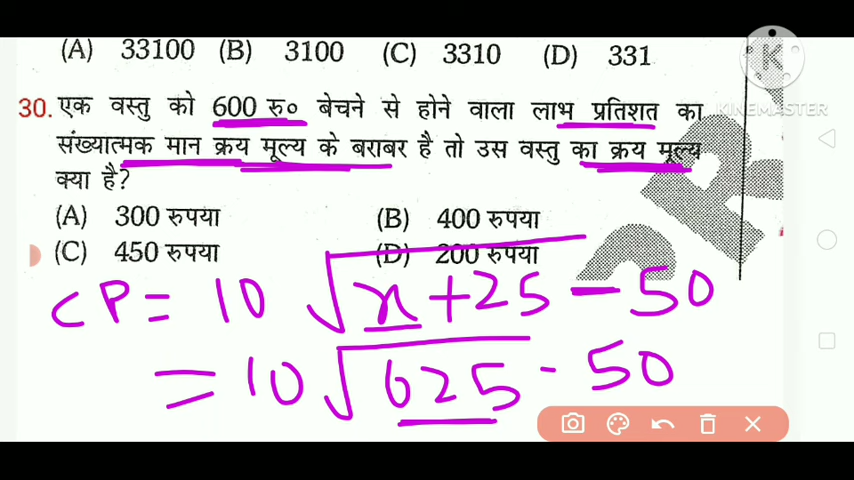 (A) 33100 (B) 3100 (C) 3310 (D) 331
KINEMASTER
30. एक वस्तु को 600 रु० बेचने से होने वाला लाभ प्रतिशत का
संख्यात्मक मान क्रय मूल्य के बराबर है तो उस वस्तु का क्रय मूल्य
क्या है?
(A) 300 रुपया (B) 400 रुपया
(C) 450 रुपया (D) 200 रुपया
CP = 10 √x + 25 - 50
= 10 √625 - 50